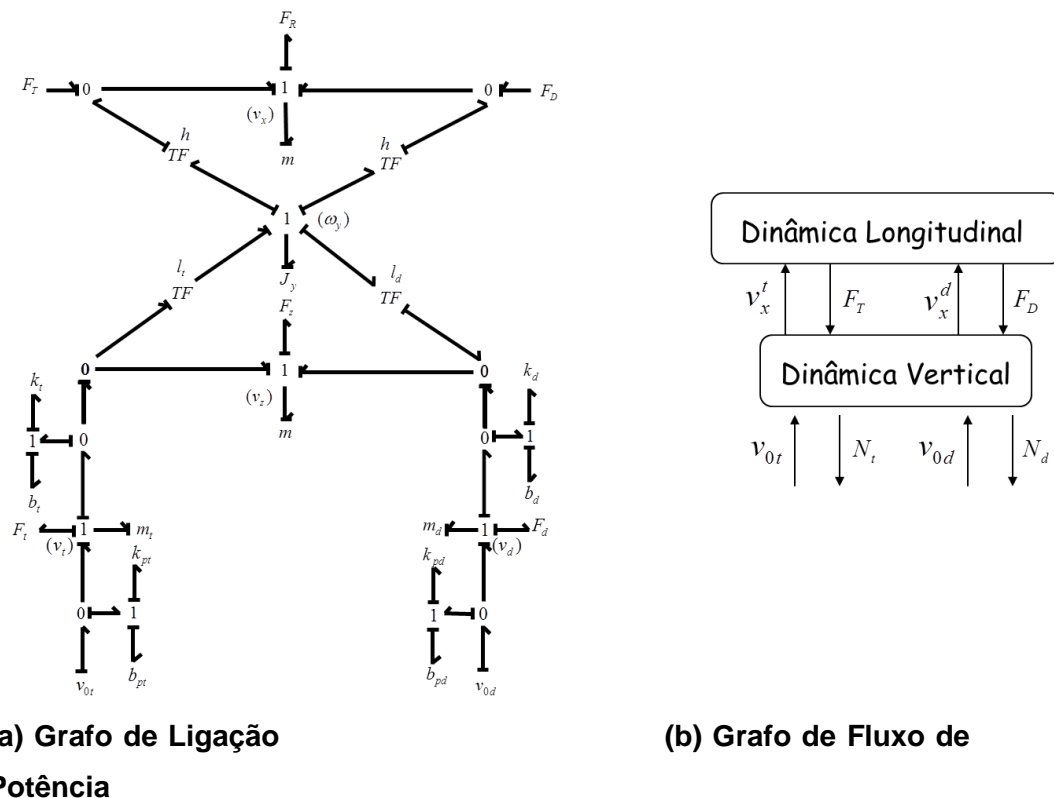 F_R
F_T 0 1 0 F_D
(v_x)
h h
TF m TF
1 (ω_y)
l_t l_d
TF J_y TF
F_z
0 1 0
k_t (v_z) k_d
m
1 0 0 1
b_t b_d
F_t 1 m_t m_d 1 F_d
(v_t) (v_d)
k_pt k_pd
0 1 1 0
v_0t b_pt b_pd v_0d
Dinâmica Longitudinal
v_x^t F_T v_x^d F_D
Dinâmica Vertical
v_0t N_t v_0d N_d
a) Grafo de Ligação (b) Grafo de Fluxo de
Potência